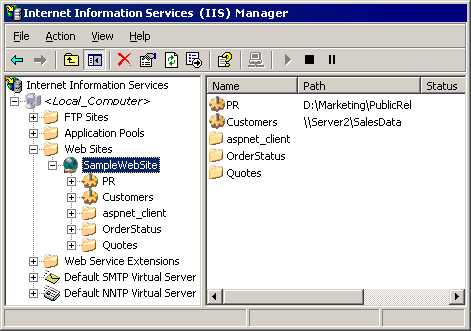 Internet Information Services (IIS) Manager
File Action View Help
Internet Information Services
<Local_Computer>
FTP Sites
Application Pools
Web Sites
SampleWebSite
PR
Customers
aspnet_client
OrderStatus
Quotes
Web Service Extensions
Default SMTP Virtual Server
Default NNTP Virtual Server
Name Path Status
PR D:\Marketing\PublicRel
Customers \\Server2\SalesData
aspnet_client
OrderStatus
Quotes